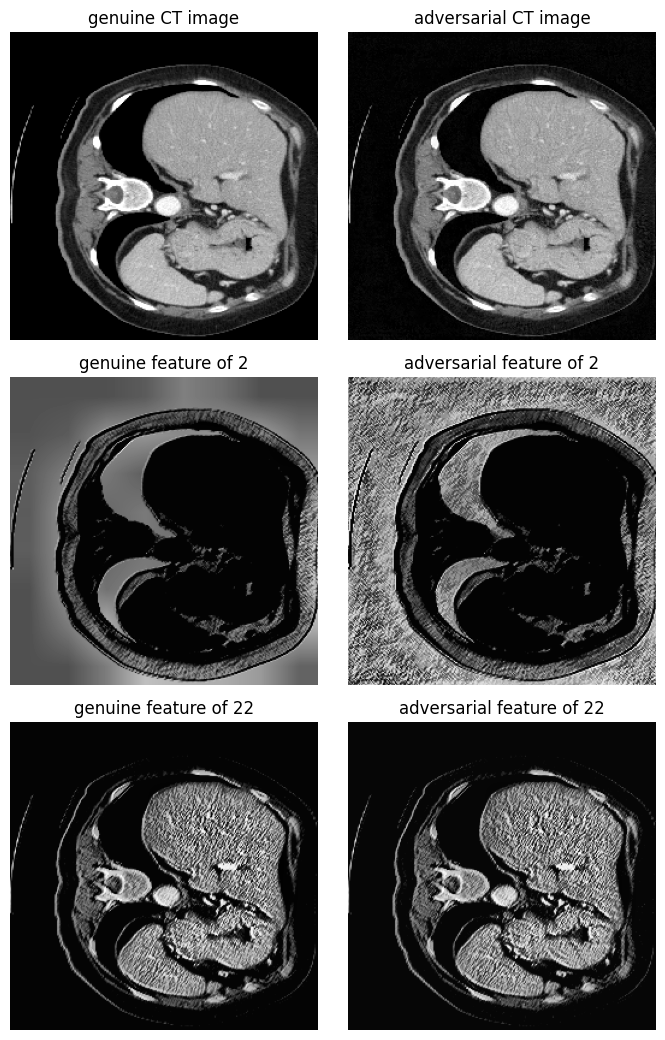 genuine CT image
adversarial CT image
genuine feature of 2
adversarial feature of 2
genuine feature of 22
adversarial feature of 22